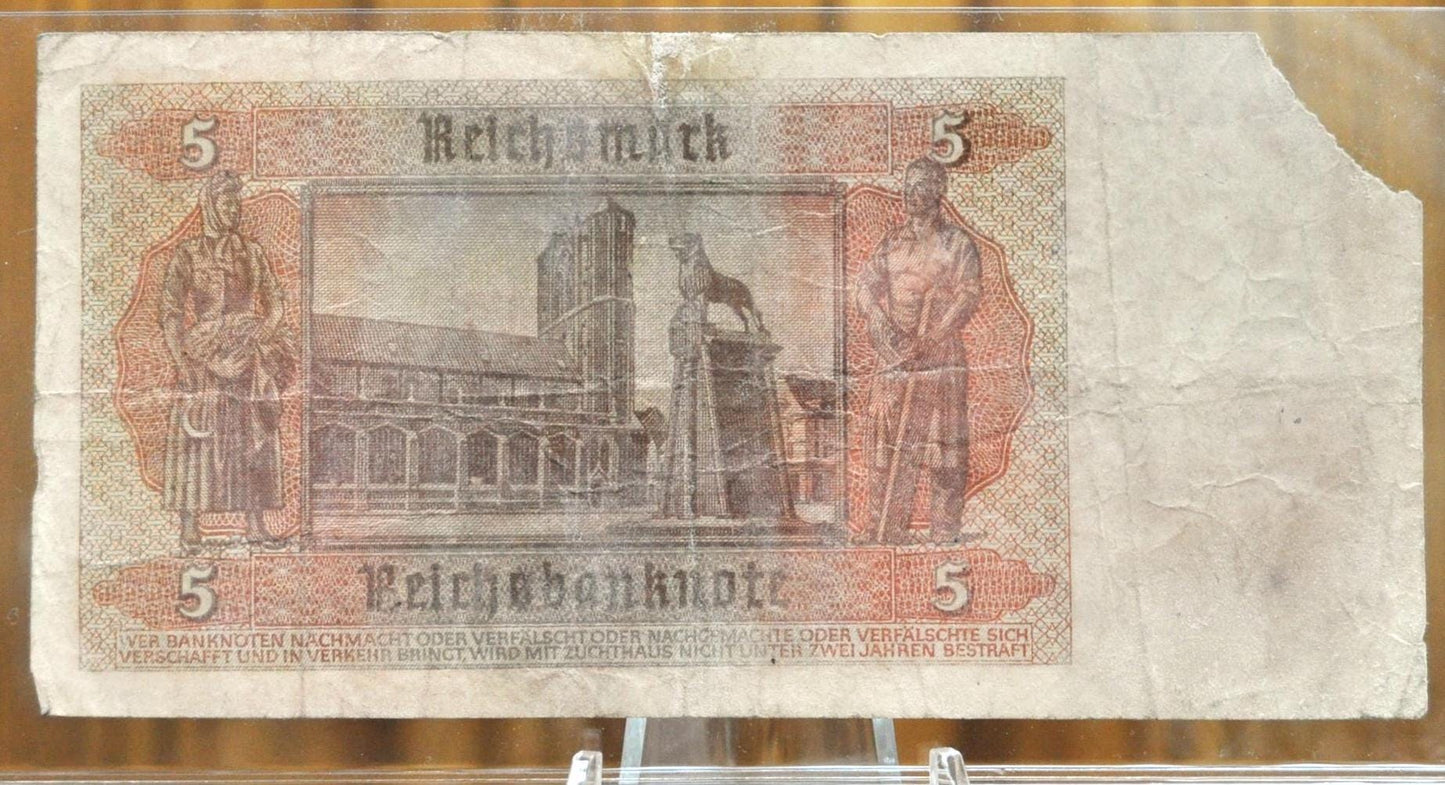 5 Reichsmark 5
5 Reichsbanknote 5
WER BANKNOTEN NACHMACHT ODER VERFÄLSCHT ODER NACHGEMACHTE ODER VERFÄLSCHTE SICH
VERSCHAFFT UND IN VERKEHR BRINGT, WIRD MIT ZUCHTHAUS NICHT UNTER ZWEI JAHREN BESTRAFT